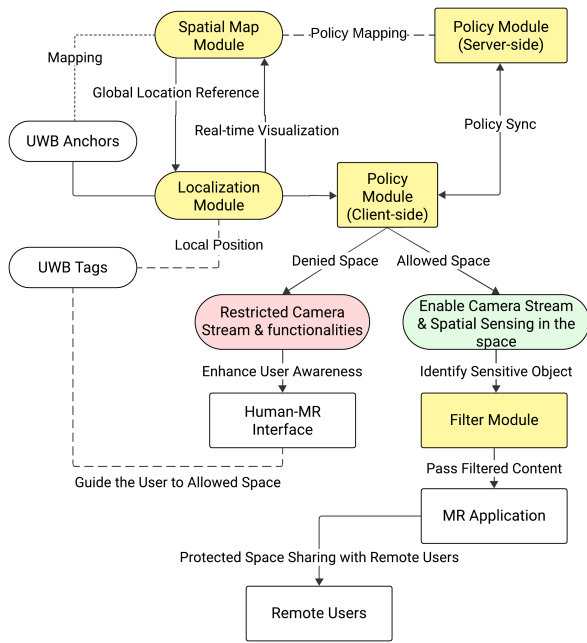 Spatial Map
Module
Policy Mapping
Policy Module
(Server-side)
Mapping
Global Location Reference
Real-time Visualization
Policy Sync
UWB Anchors
Localization
Module
Policy
Module
(Client-side)
Local Position
UWB Tags
Denied Space
Allowed Space
Restricted Camera
Stream & functionalities
Enable Camera Stream
& Spatial Sensing in the
space
Enhance User Awareness
Identify Sensitive Object
Human-MR
Interface
Filter Module
Guide the User to Allowed Space
Pass Filtered Content
MR Application
Protected Space Sharing with Remote Users
Remote Users